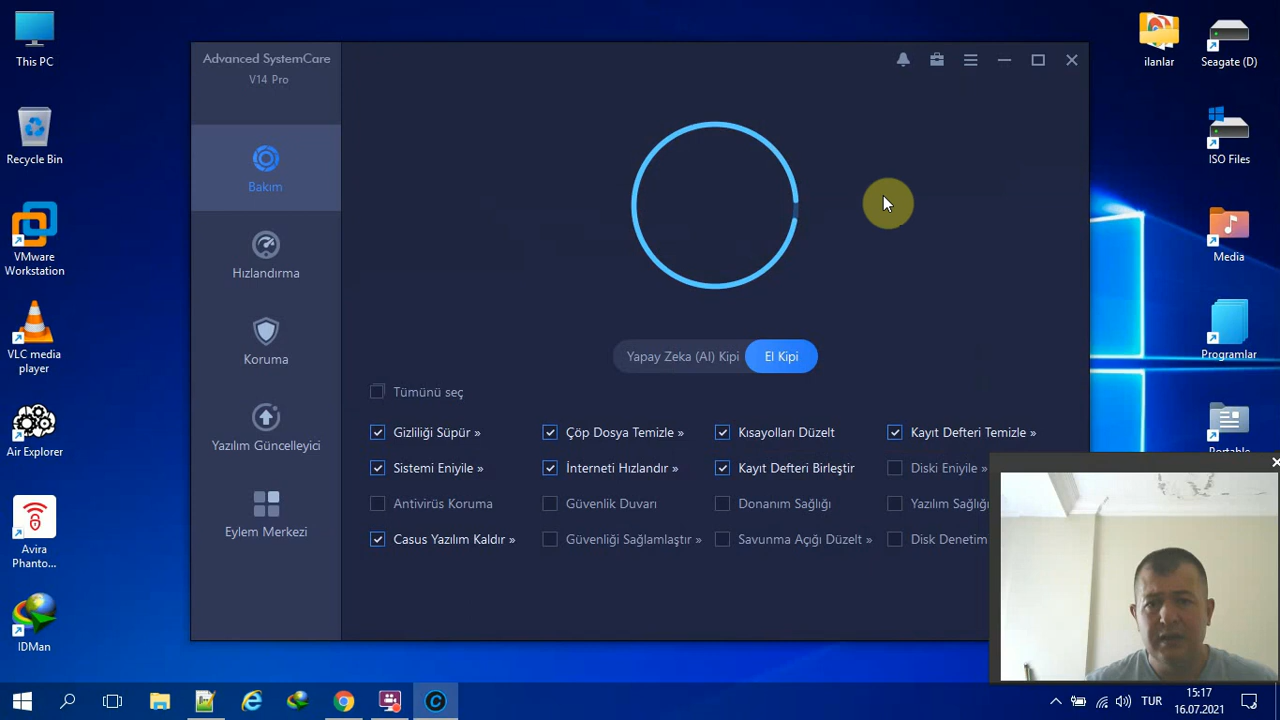 This PC
Recycle Bin
VMware
Workstation
VLC media
player
Air Explorer
Avira
Phanto...
IDMan
Advanced SystemCare
V14 Pro
Bakım
Hızlandırma
Koruma
Yazılım Güncelleyici
Eylem Merkezi
Yapay Zeka (AI) Kipi
El Kipi
Tümünü seç
Gizliliği Süpür »
Çöp Dosya Temizle »
Kısayolları Düzelt
Kayıt Defteri Temizle »
Sistemi Eniyile »
İnterneti Hızlandır »
Kayıt Defteri Birleştir
Diski Eniyile »
Antivirüs Koruma
Güvenlik Duvarı
Donanım Sağlığı
Yazılım Sağlığı
Casus Yazılım Kaldır »
Güvenliği Sağlamlaştır »
Savunma Açığı Düzelt »
Disk Denetim
ilanlar
Seagate (D)
ISO Files
Media
Programlar
TUR
15:17
16.07.2021